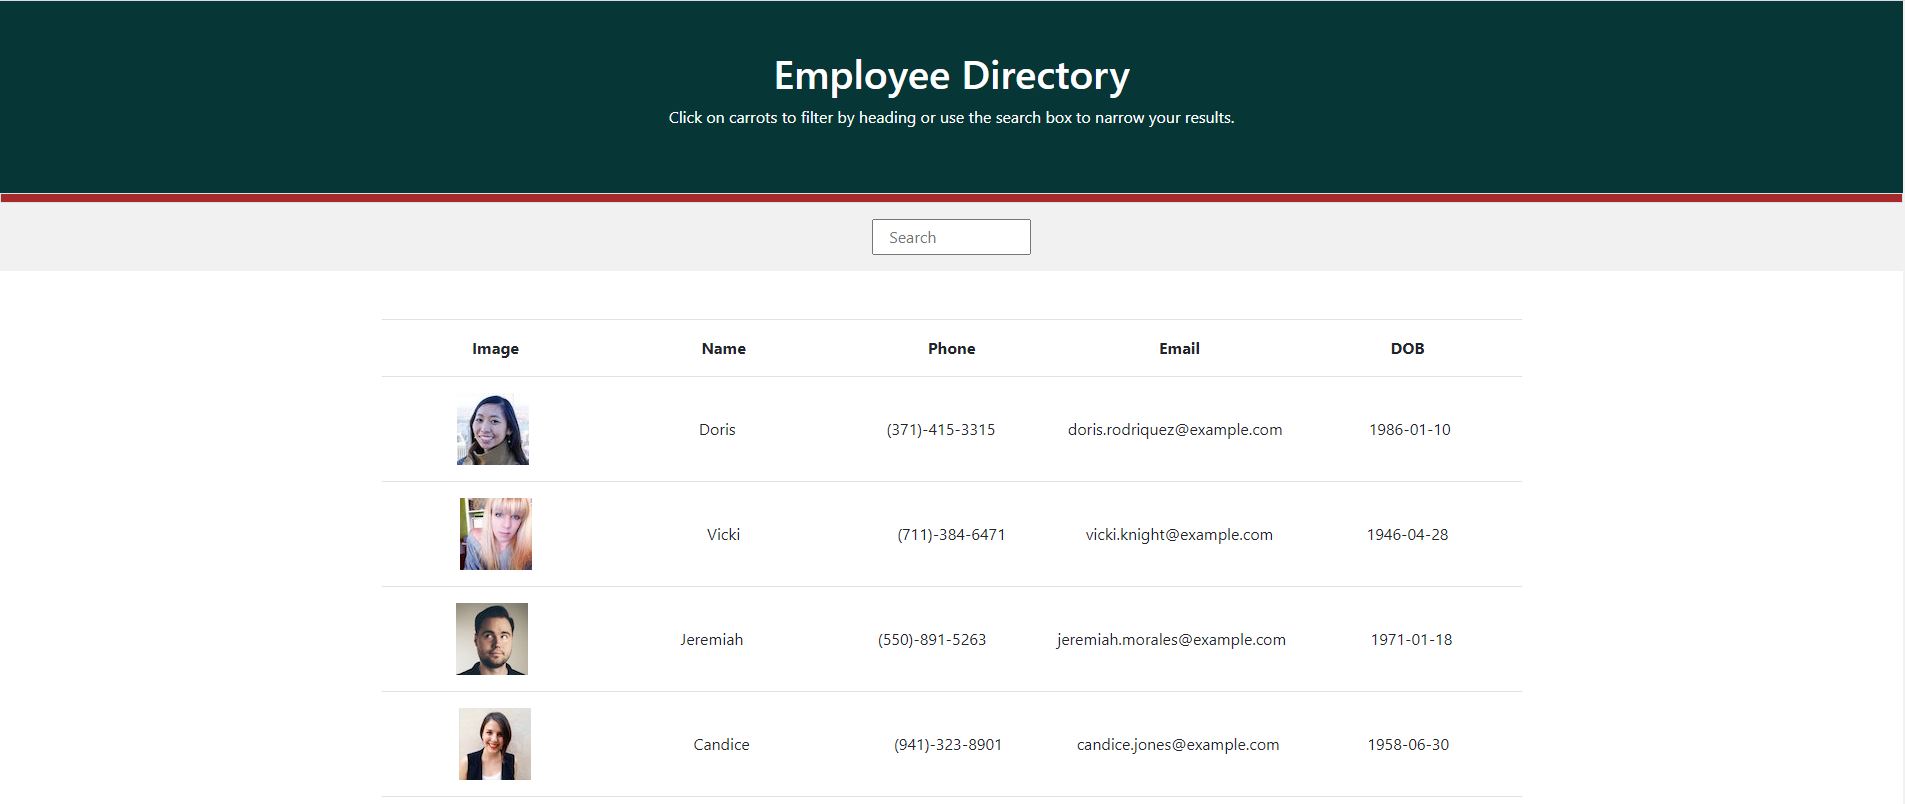 Employee Directory
Click on carrots to filter by heading or use the search box to narrow your results.
Search
Image Name Phone Email DOB
Doris (371)-415-3315 doris.rodriquez@example.com 1986-01-10
Vicki (711)-384-6471 vicki.knight@example.com 1946-04-28
Jeremiah (550)-891-5263 jeremiah.morales@example.com 1971-01-18
Candice (941)-323-8901 candice.jones@example.com 1958-06-30